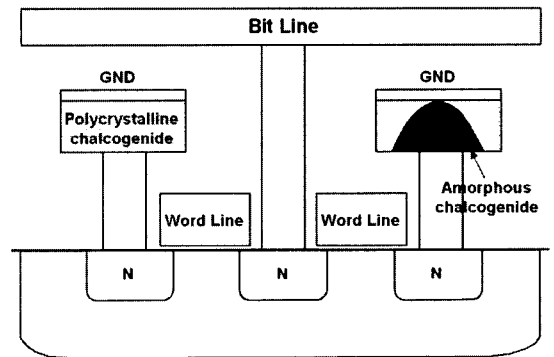 Bit Line
GND
GND
Polycrystalline
chalcogenide
Amorphous
chalcogenide
Word Line
Word Line
N
N
N